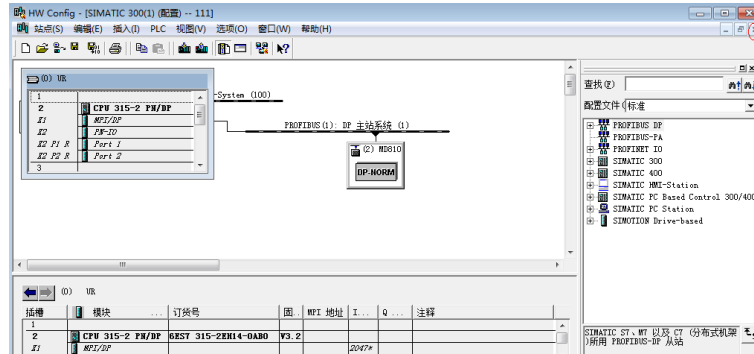 HW Config - [SIMATIC 300(1) (配置) -- 111]
站点(S) 编辑(E) 插入(I) PLC 视图(V) 选项(O) 窗口(W) 帮助(H)
(0) UR
1
2 CPU 315-2 PN/DP
X1 MPI/DP
X2 PN-IO
X2 P1 R Port 1
X2 P2 R Port 2
3
-System (100)
PROFIBUS(1): DP 主站系统 (1)
(2) MD810
DP-NORM
查找(F)
配置文件 标准
PROFIBUS DP
PROFIBUS-PA
PROFINET IO
SIMATIC 300
SIMATIC 400
SIMATIC HMI-Station
SIMATIC PC Based Control 300/400
SIMATIC PC Station
SIMOTION Drive-based
(0) UR
插槽 模块 ... 订货号 固.. MPI 地址 I... Q ... 注释
1
2 CPU 315-2 PN/DP 6ES7 315-2EH14-0AB0 V3.2
X1 MPI/DP 2047*
SIMATIC S7、M7 以及 C7 (分布式机架
)所用 PROFIBUS-DP 从站